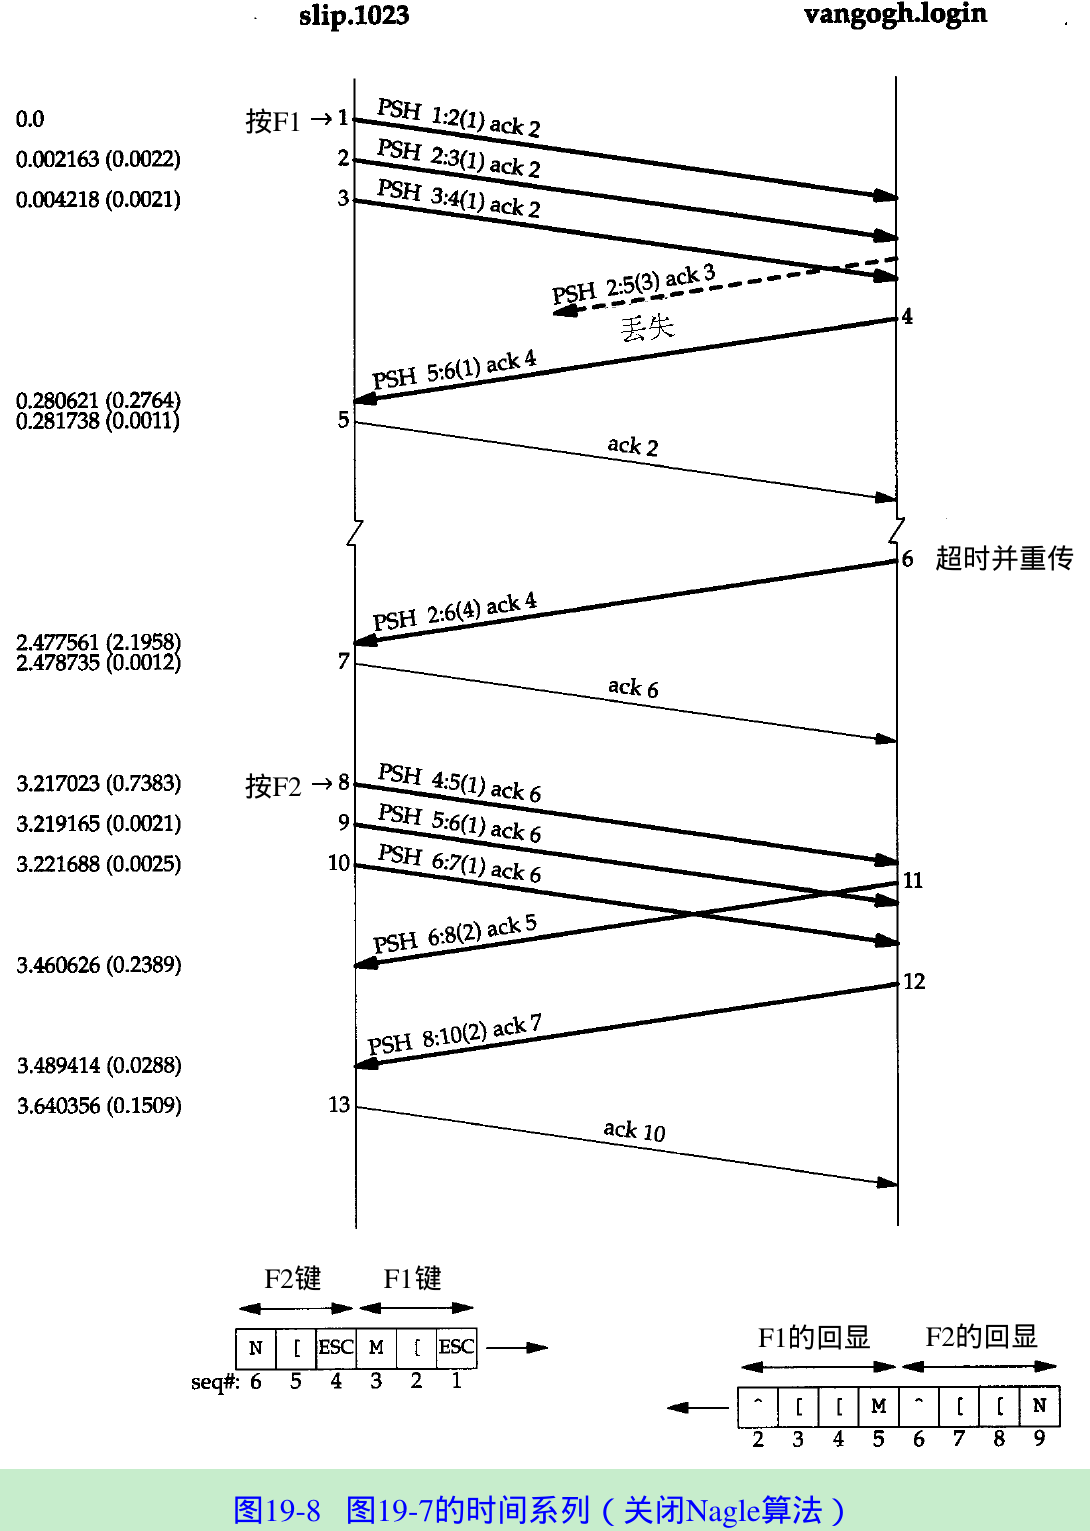 slip.1023 vangogh.login
0.0 按F1 → 1 PSH 1:2(1) ack 2
0.002163 (0.0022) 2 PSH 2:3(1) ack 2
0.004218 (0.0021) 3 PSH 3:4(1) ack 2
PSH 2:5(3) ack 3
丢失
4
PSH 5:6(1) ack 4
0.280621 (0.2764)
0.281738 (0.0011) 5
ack 2
6 超时并重传
PSH 2:6(4) ack 4
2.477561 (2.1958)
2.478735 (0.0012) 7
ack 6
3.217023 (0.7383) 按F2 → 8 PSH 4:5(1) ack 6
3.219165 (0.0021) 9 PSH 5:6(1) ack 6
3.221688 (0.0025) 10 PSH 6:7(1) ack 6
11
PSH 6:8(2) ack 5
3.460626 (0.2389)
12
PSH 8:10(2) ack 7
3.489414 (0.0288)
3.640356 (0.1509) 13
ack 10
F2键 F1键
N [ ESC M [ ESC
seq#: 6 5 4 3 2 1
F1的回显 F2的回显
^ [ [ M ^ [ [ N
2 3 4 5 6 7 8 9
图19-8 图19-7的时间系列（关闭Nagle算法）